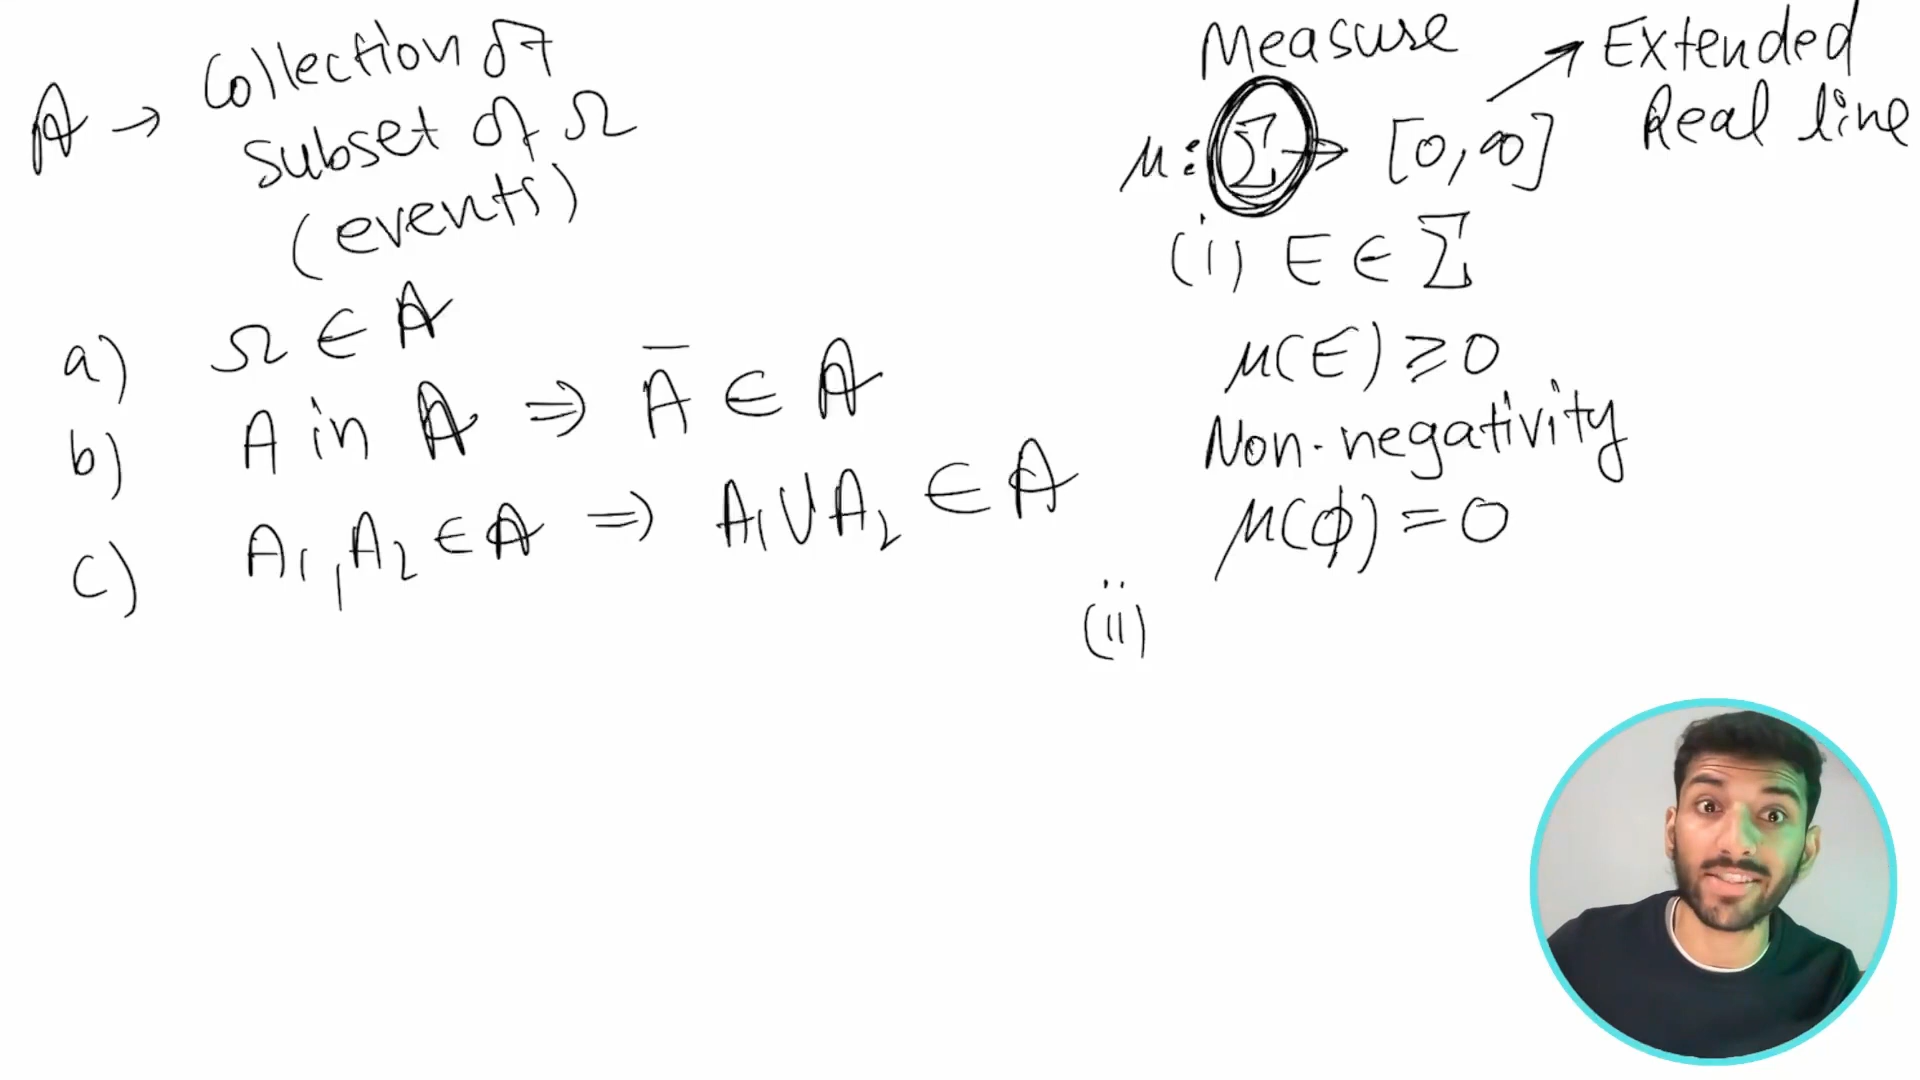 𝔸 → Collection of
subset of Ω
(events)
a) Ω ∈ 𝔸
b) A in 𝔸 ⇒ A̅ ∈ 𝔸
c) A₁, A₂ ∈ 𝔸 ⇒ A₁ ∪ A₂ ∈ 𝔸
Measure
μ: Σ → [0, ∞] → Extended
Real line
(i) E ∈ Σ
μ(E) ⩾ 0
Non-negativity
μ(ϕ) = 0
(ii)